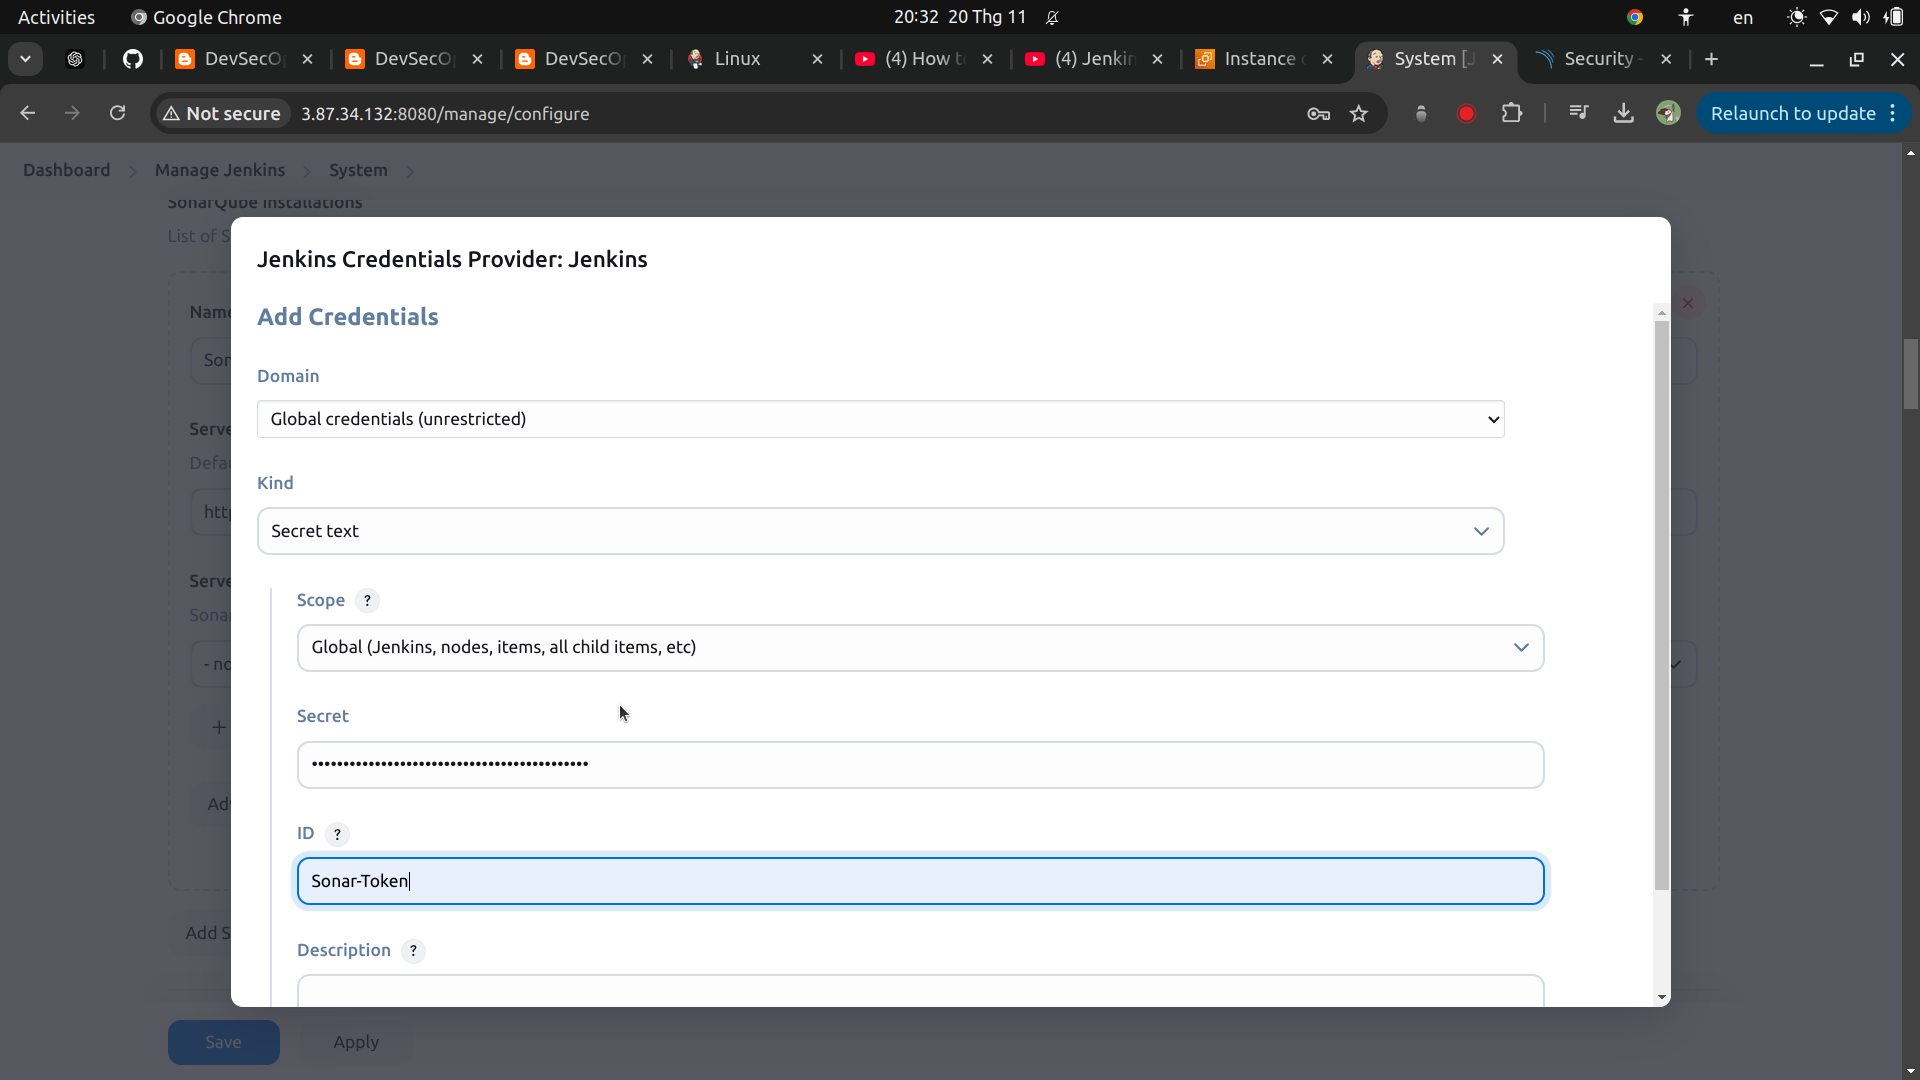 Activities
Google Chrome
20:32 20 Thg 11
en
DevSecO
DevSecO
DevSecO
Linux
(4) How t
(4) Jenkin
Instance
System [J
Security -
Not secure
3.87.34.132:8080/manage/configure
Relaunch to update
Dashboard
Manage Jenkins
System
SonarQube installations
List of S
Jenkins Credentials Provider: Jenkins
Add Credentials
Name
Son
Domain
Global credentials (unrestricted)
Serve
Defau
Kind
http
Secret text
Serve
Sonar
Scope ?
Global (Jenkins, nodes, items, all child items, etc)
- no
Secret
••••••••••••••••••••••••••••••••••••••••••••
Ad
ID ?
Sonar-Token
Add S
Description ?
Save
Apply